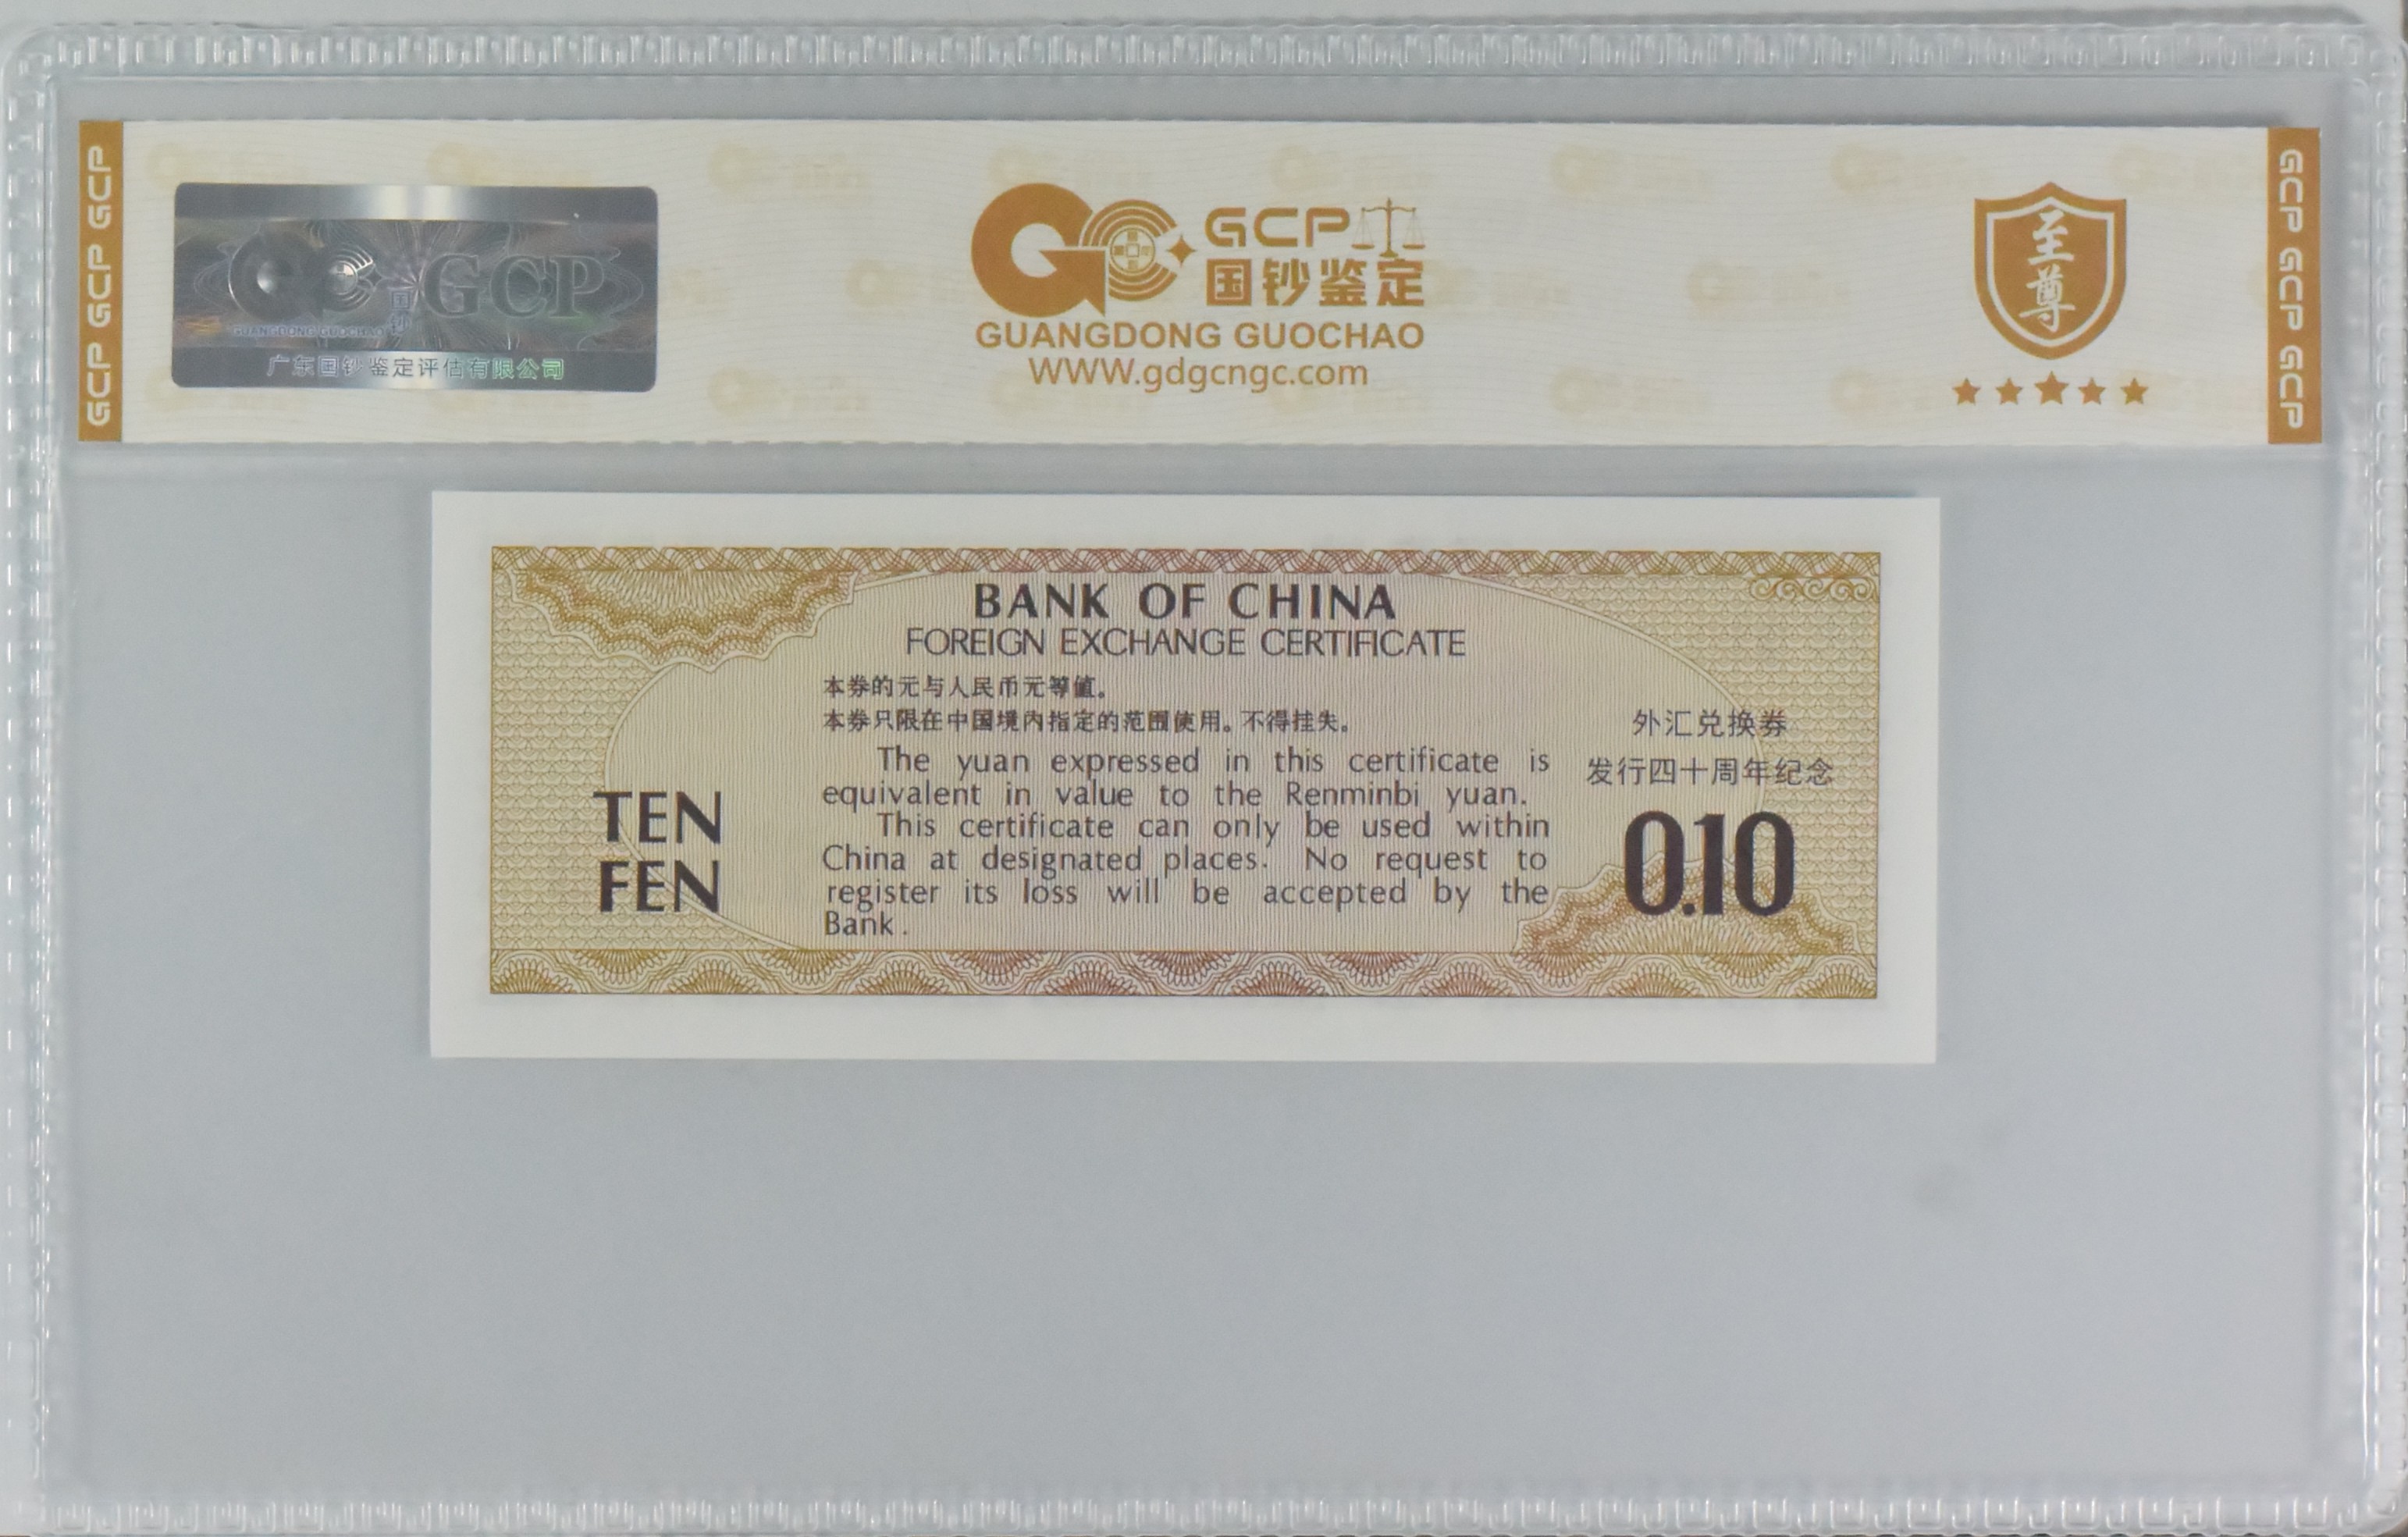 GCP GCP GCP
GCP
国钞
GUANGDONG GUOCHAO
广东国钞鉴定评估有限公司
GCP
国钞鉴定
GUANGDONG GUOCHAO
WWW.gdgcngc.com
至尊
GCP GCP GCP
BANK OF CHINA
FOREIGN EXCHANGE CERTIFICATE
本券的元与人民币元等值。
本券只限在中国境内指定的范围使用。不得挂失。
The yuan expressed in this certificate is
equivalent in value to the Renminbi yuan.
This certificate can only be used within
China at designated places. No request to
register its loss will be accepted by the
Bank.
TEN
FEN
外汇兑换券
发行四十周年纪念
0.10